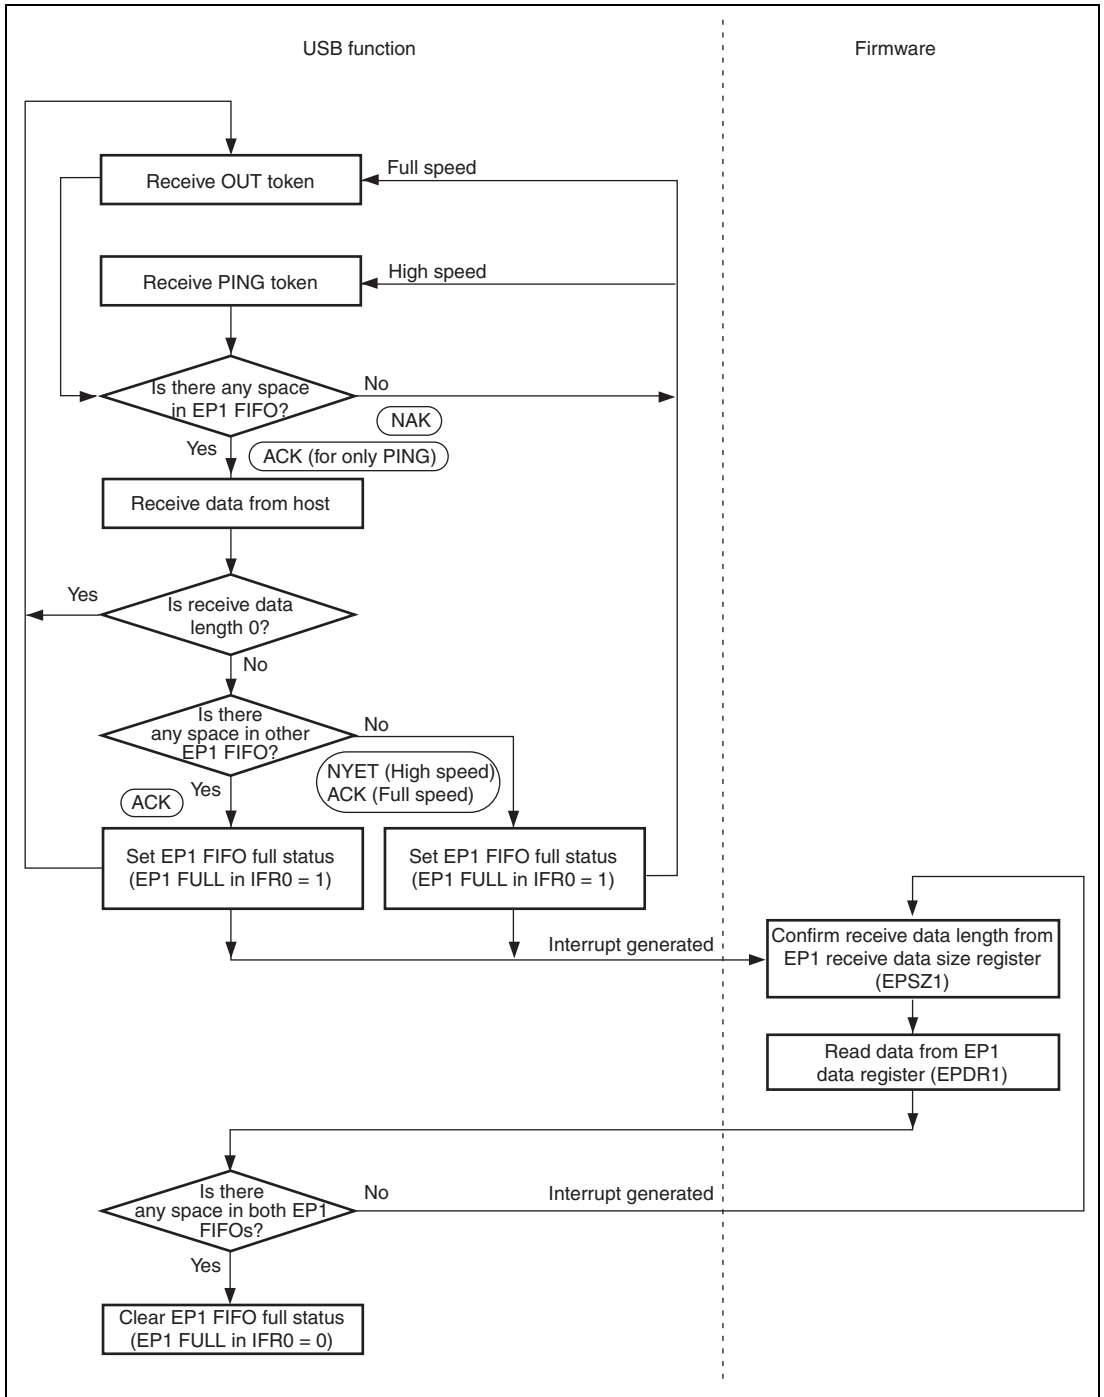 USB function
Firmware
Receive OUT token
Full speed
Receive PING token
High speed
Is there any space
in EP1 FIFO?
No
NAK
Yes
ACK (for only PING)
Receive data from host
Yes
Is receive data
length 0?
No
Is there
any space in other
EP1 FIFO?
No
NYET (High speed)
ACK (Full speed)
Yes
ACK
Set EP1 FIFO full status
(EP1 FULL in IFR0 = 1)
Set EP1 FIFO full status
(EP1 FULL in IFR0 = 1)
Interrupt generated
Confirm receive data length from
EP1 receive data size register
(EPSZ1)
Read data from EP1
data register (EPDR1)
Is there
any space in both EP1
FIFOs?
No
Interrupt generated
Yes
Clear EP1 FIFO full status
(EP1 FULL in IFR0 = 0)